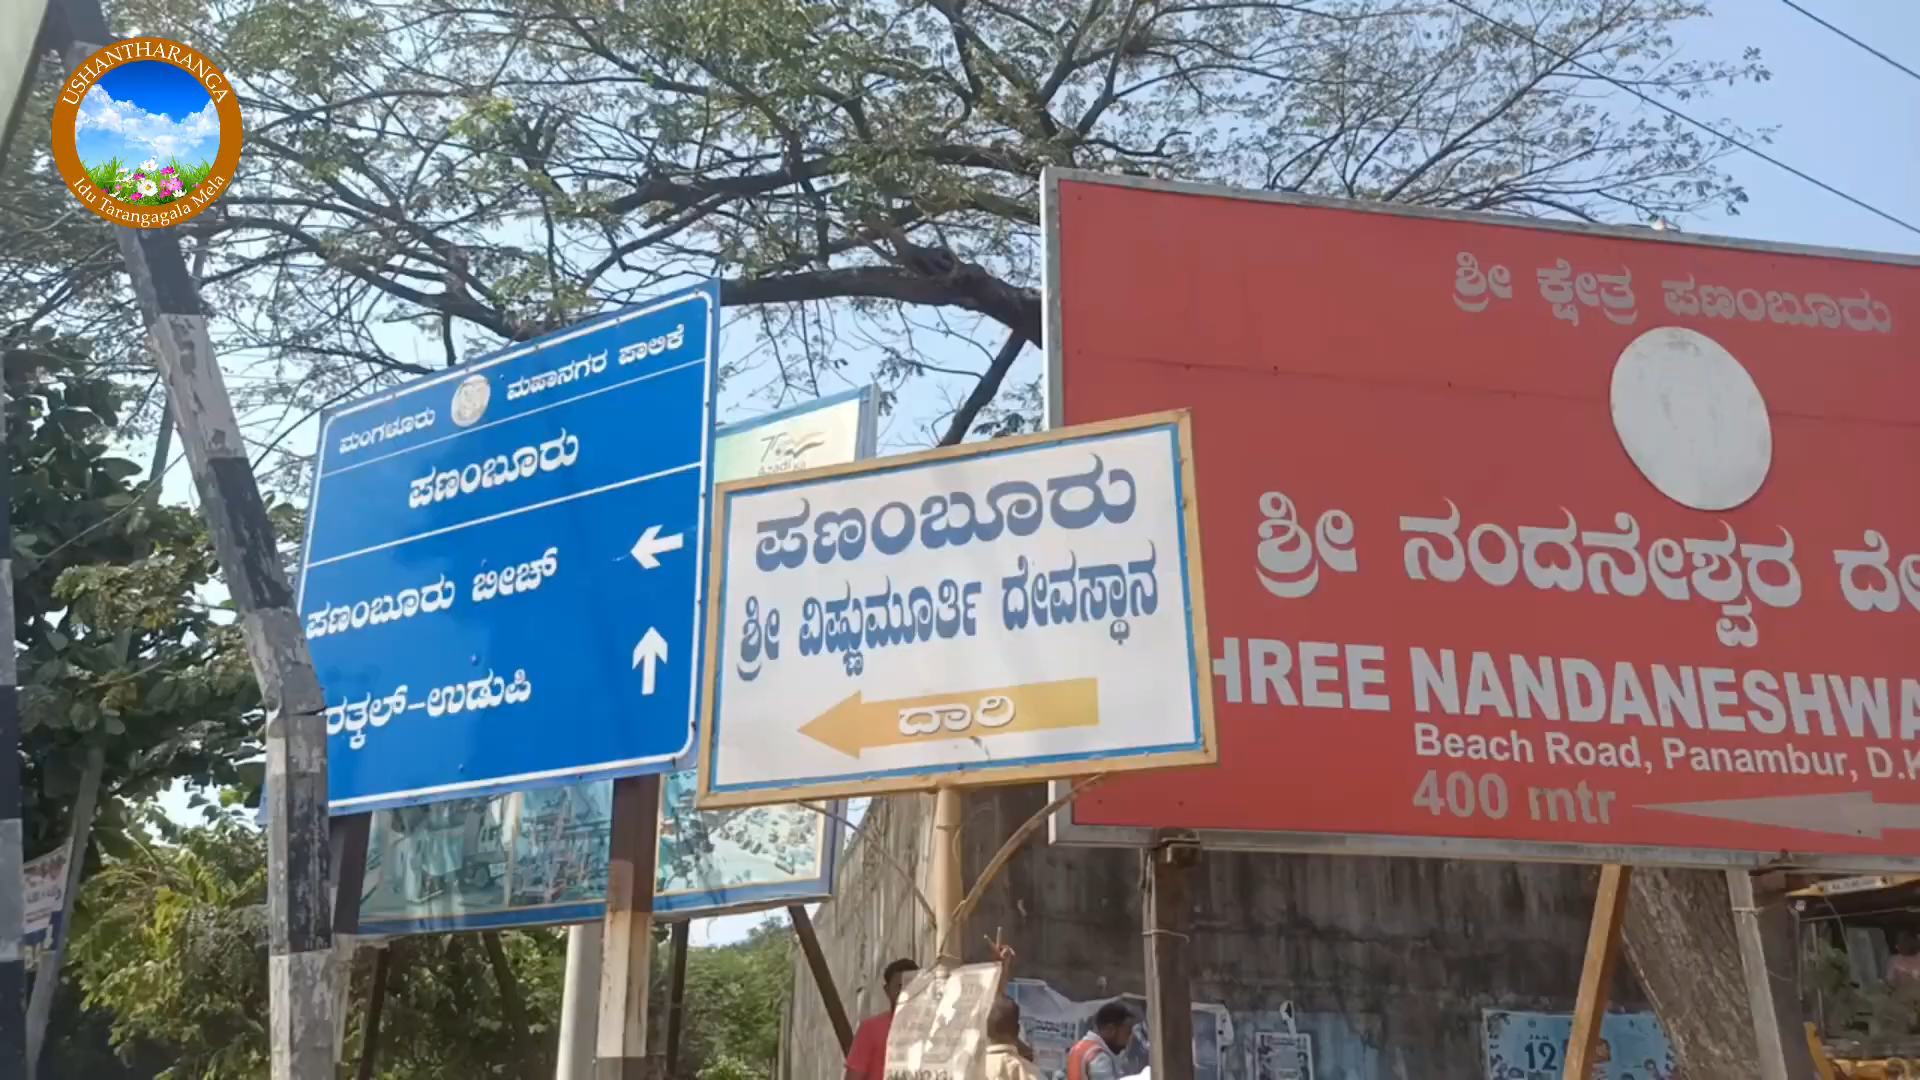 USHANTHARANGA
Idu Tarangagala Mela
ಮಂಗಳೂರು ಮಹಾನಗರ ಪಾಲಿಕೆ
ಪಣಂಬೂರು
ಪಣಂಬೂರು ಬೀಚ್
ರತ್ಕಲ್-ಉಡುಪಿ
ಪಣಂಬೂರು
ಶ್ರೀ ವಿಷ್ಣುಮೂರ್ತಿ ದೇವಸ್ಥಾನ
ದಾರಿ
ಶ್ರೀ ಕ್ಷೇತ್ರ ಪಣಂಬೂರು
ಶ್ರೀ ನಂದನೇಶ್ವರ ದೇ
HREE NANDANESHWA
Beach Road, Panambur, D.K
400 mtr
12